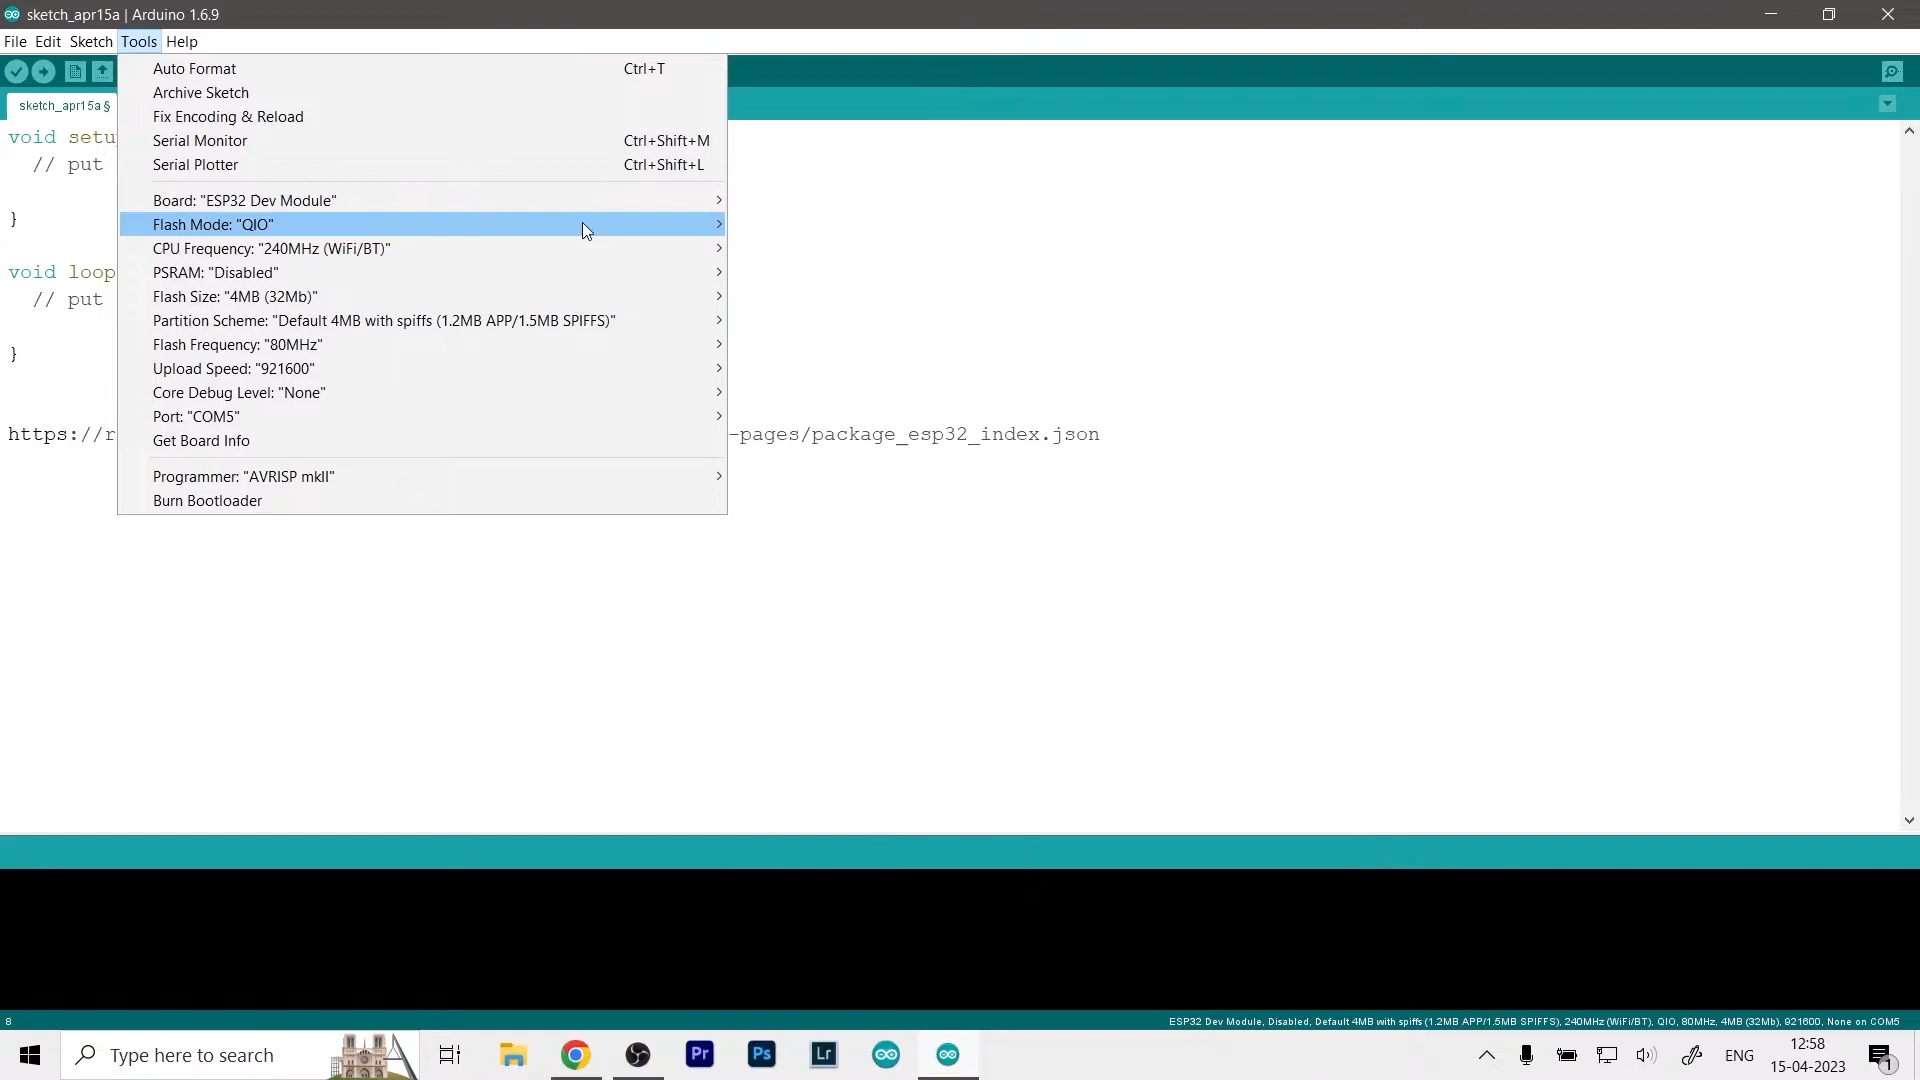 sketch_apr15a | Arduino 1.6.9
File Edit Sketch Tools Help
Auto Format Ctrl+T
Archive Sketch
Fix Encoding & Reload
Serial Monitor Ctrl+Shift+M
Serial Plotter Ctrl+Shift+L
Board: "ESP32 Dev Module"
Flash Mode: "QIO"
CPU Frequency: "240MHz (WiFi/BT)"
PSRAM: "Disabled"
Flash Size: "4MB (32Mb)"
Partition Scheme: "Default 4MB with spiffs (1.2MB APP/1.5MB SPIFFS)"
Flash Frequency: "80MHz"
Upload Speed: "921600"
Core Debug Level: "None"
Port: "COM5"
Get Board Info
Programmer: "AVRISP mkII"
Burn Bootloader
sketch_apr15a §
void setu
// put
}
void loop
// put
}
https://r -pages/package_esp32_index.json
8 ESP32 Dev Module, Disabled, Default 4MB with spiffs (1.2MB APP/1.5MB SPIFFS), 240MHz (WiFi/BT), QIO, 80MHz, 4MB (32Mb), 921600, None on COM5
Type here to search
Pr
Ps
Lr
ENG
12:58
15-04-2023
1